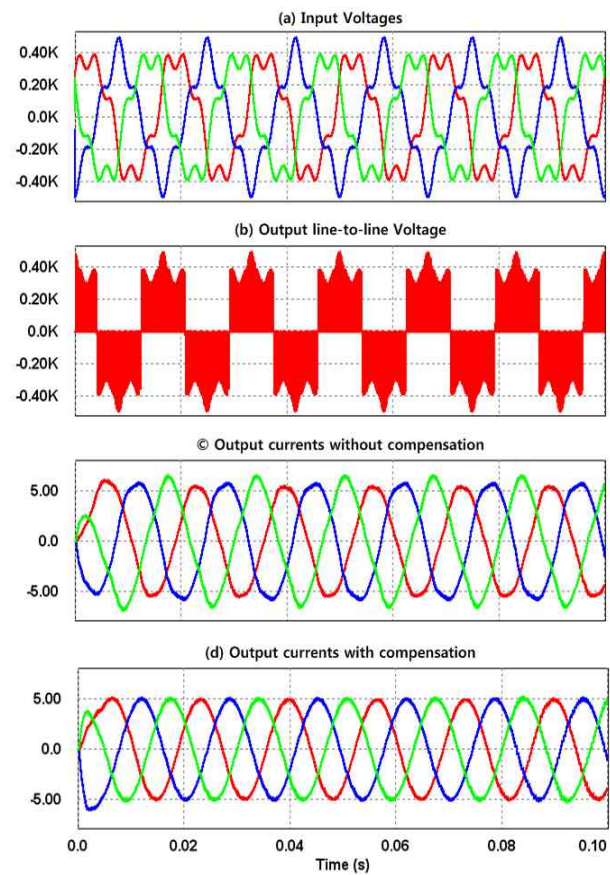 (a) Input Voltages
0.40K
0.20K
0.0K
-0.20K
-0.40K
(b) Output line-to-line Voltage
0.40K
0.20K
0.0K
-0.20K
-0.40K
© Output currents without compensation
5.00
0.0
-5.00
(d) Output currents with compensation
5.00
0.0
-5.00
0.0 0.02 0.04 0.06 0.08 0.10
Time (s)